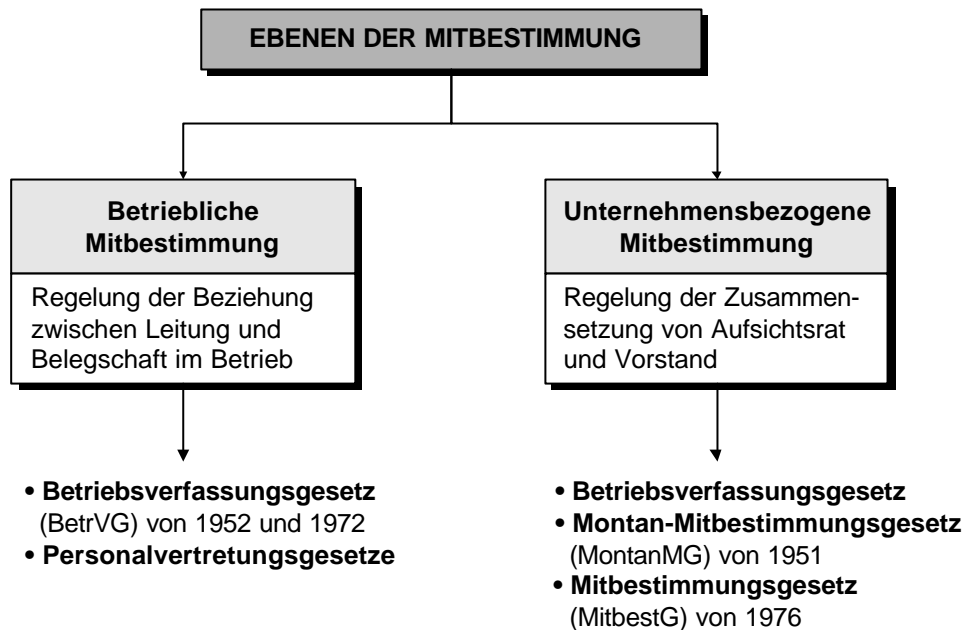 EBENEN DER MITBESTIMMUNG
Betriebliche
Mitbestimmung
Regelung der Beziehung
zwischen Leitung und
Belegschaft im Betrieb
• Betriebsverfassungsgesetz
(BetrVG) von 1952 und 1972
• Personalvertretungsgesetze
Unternehmensbezogene
Mitbestimmung
Regelung der Zusammen-
setzung von Aufsichtsrat
und Vorstand
• Betriebsverfassungsgesetz
• Montan-Mitbestimmungsgesetz
(MontanMG) von 1951
• Mitbestimmungsgesetz
(MitbestG) von 1976